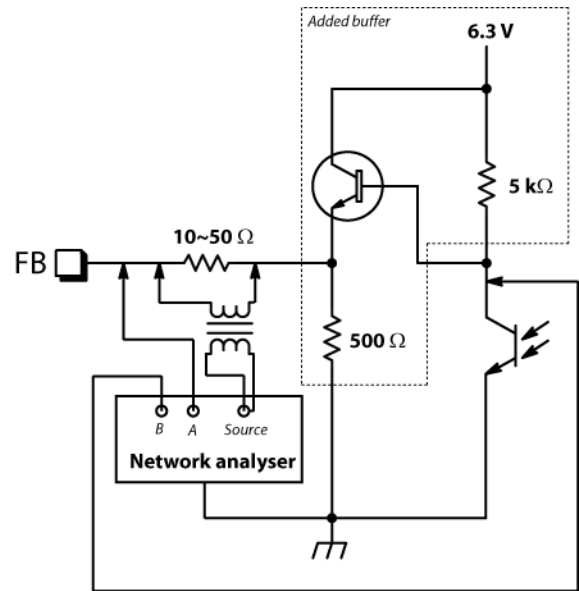 Added buffer
6.3 V
5 kΩ
10~50 Ω
FB
500 Ω
B
A
Source
Network analyser